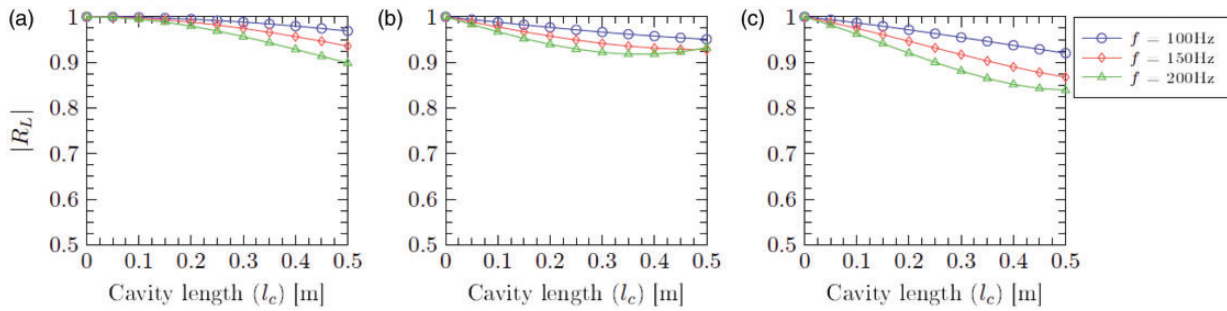 (a)
(b)
(c)
|R_L|
1
0.9
0.8
0.7
0.6
0.5
0 0.1 0.2 0.3 0.4 0.5
Cavity length (l_c) [m]
1
0.9
0.8
0.7
0.6
0.5
0 0.1 0.2 0.3 0.4 0.5
Cavity length (l_c) [m]
1
0.9
0.8
0.7
0.6
0.5
0 0.1 0.2 0.3 0.4 0.5
Cavity length (l_c) [m]
f = 100Hz
f = 150Hz
f = 200Hz